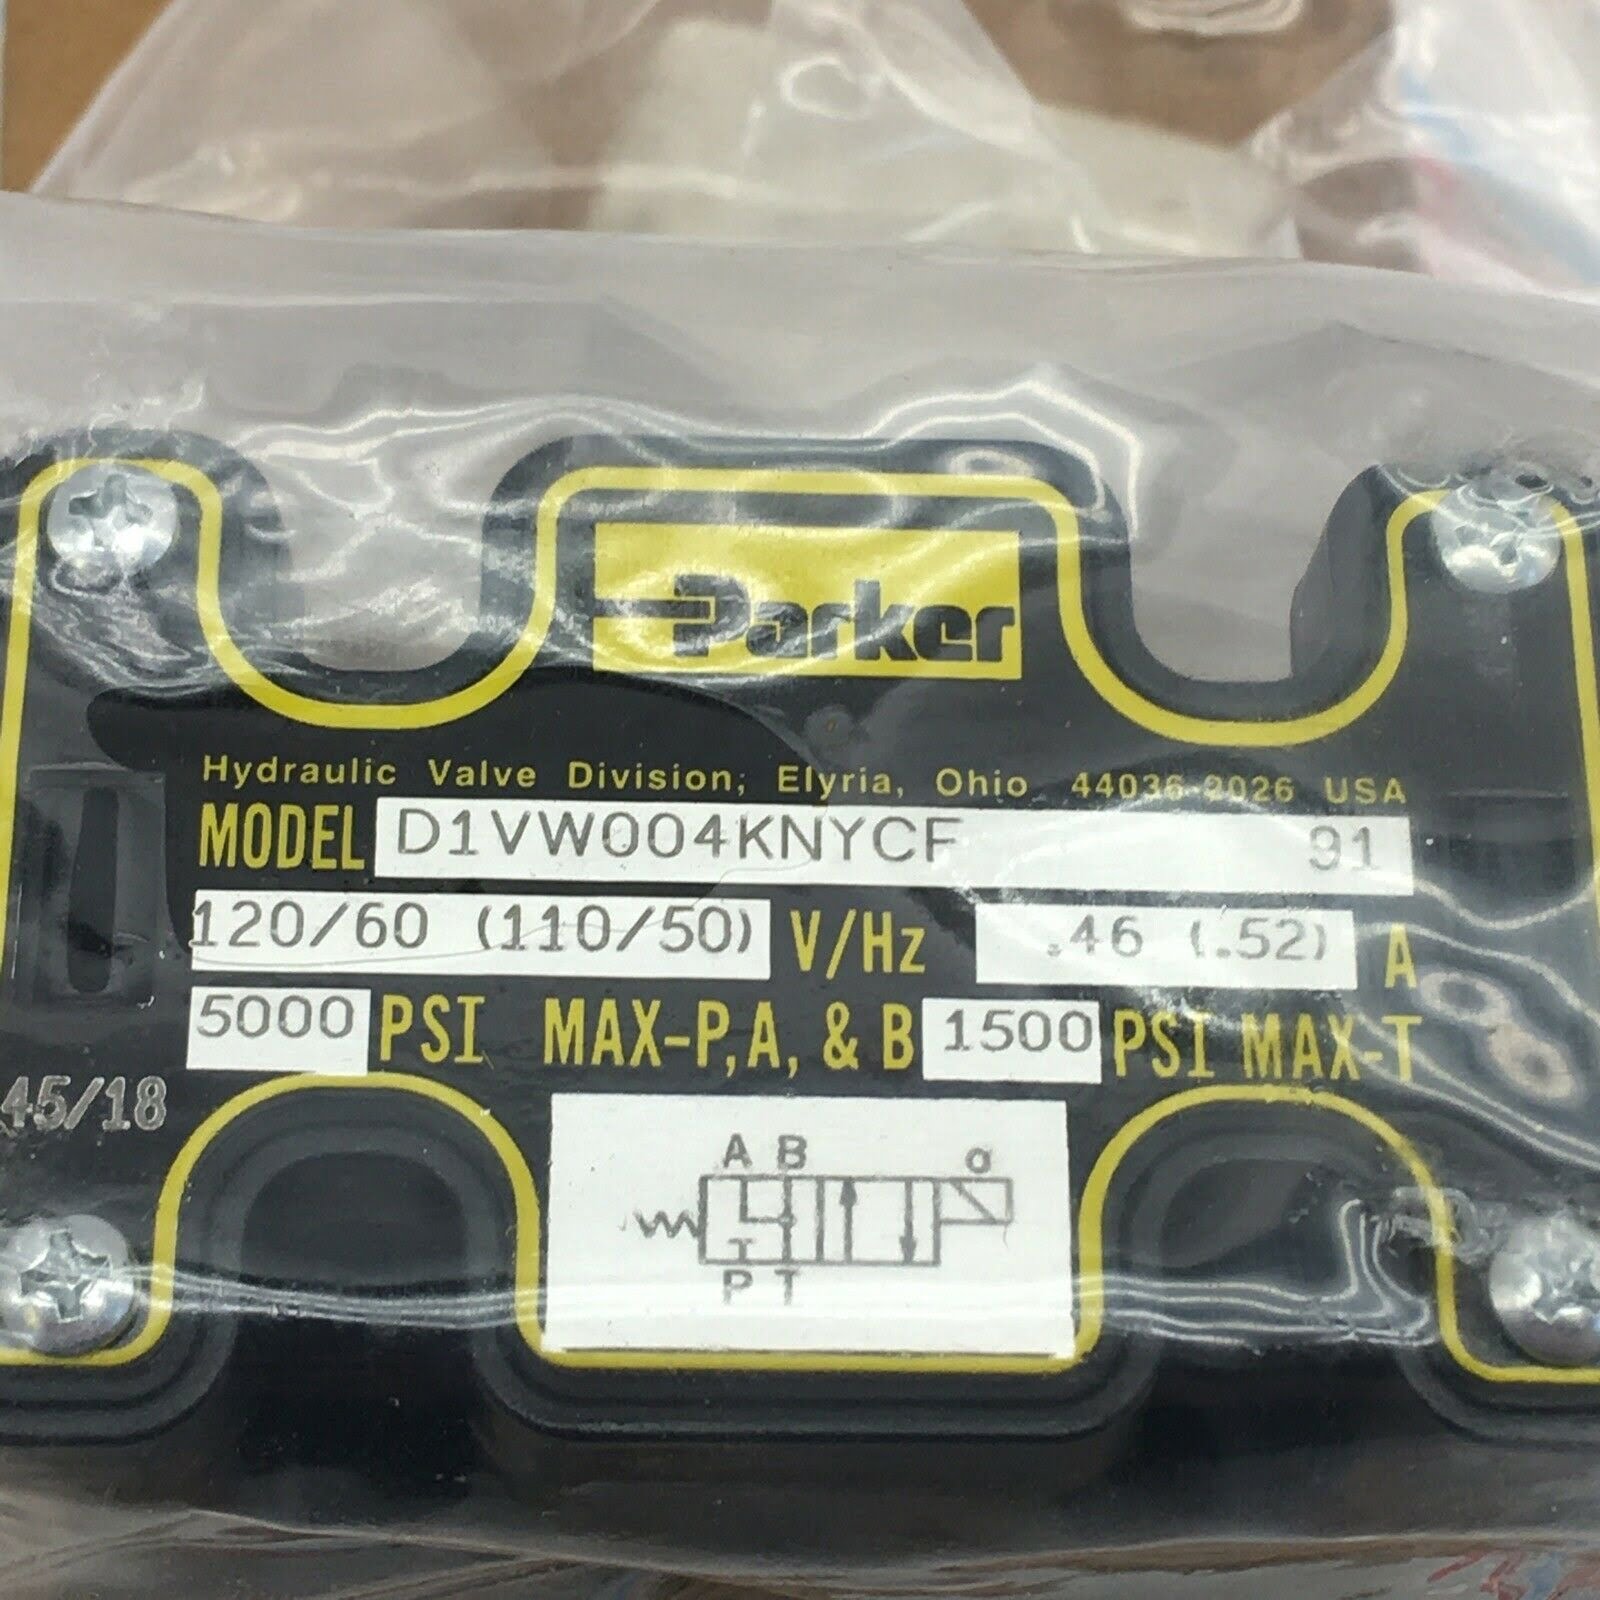 Parker
Hydraulic Valve Division; Elyria, Ohio 44036-2026 USA
MODEL D1VW004KNYCF 91
120/60 (110/50) V/Hz .46 (.52) A
5000 PSI MAX-P,A, & B 1500 PSI MAX-T
45/18
A B a
P T